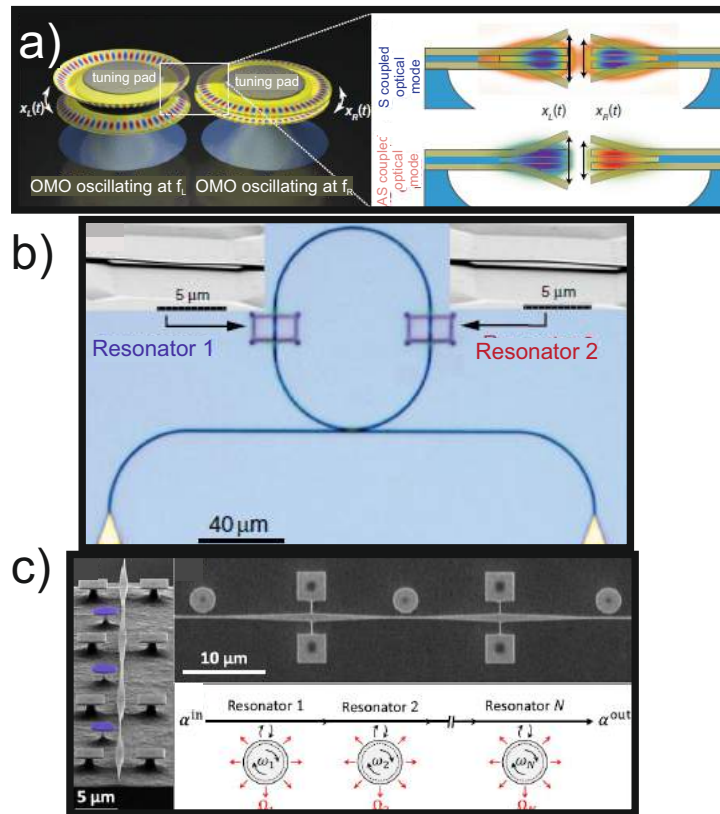 a)
tuning pad
tuning pad
x_L(t)
x_R(t)
OMO oscillating at f_L
OMO oscillating at f_R
S coupled
optical
mode
x_L(t)
x_R(t)
AS coupled
optical
mode
b)
5 μm
5 μm
Resonator 1
Resonator 2
40 μm
c)
10 μm
5 μm
α^in
Resonator 1
Resonator 2
Resonator N
α^out
ω_1
ω_2
ω_N